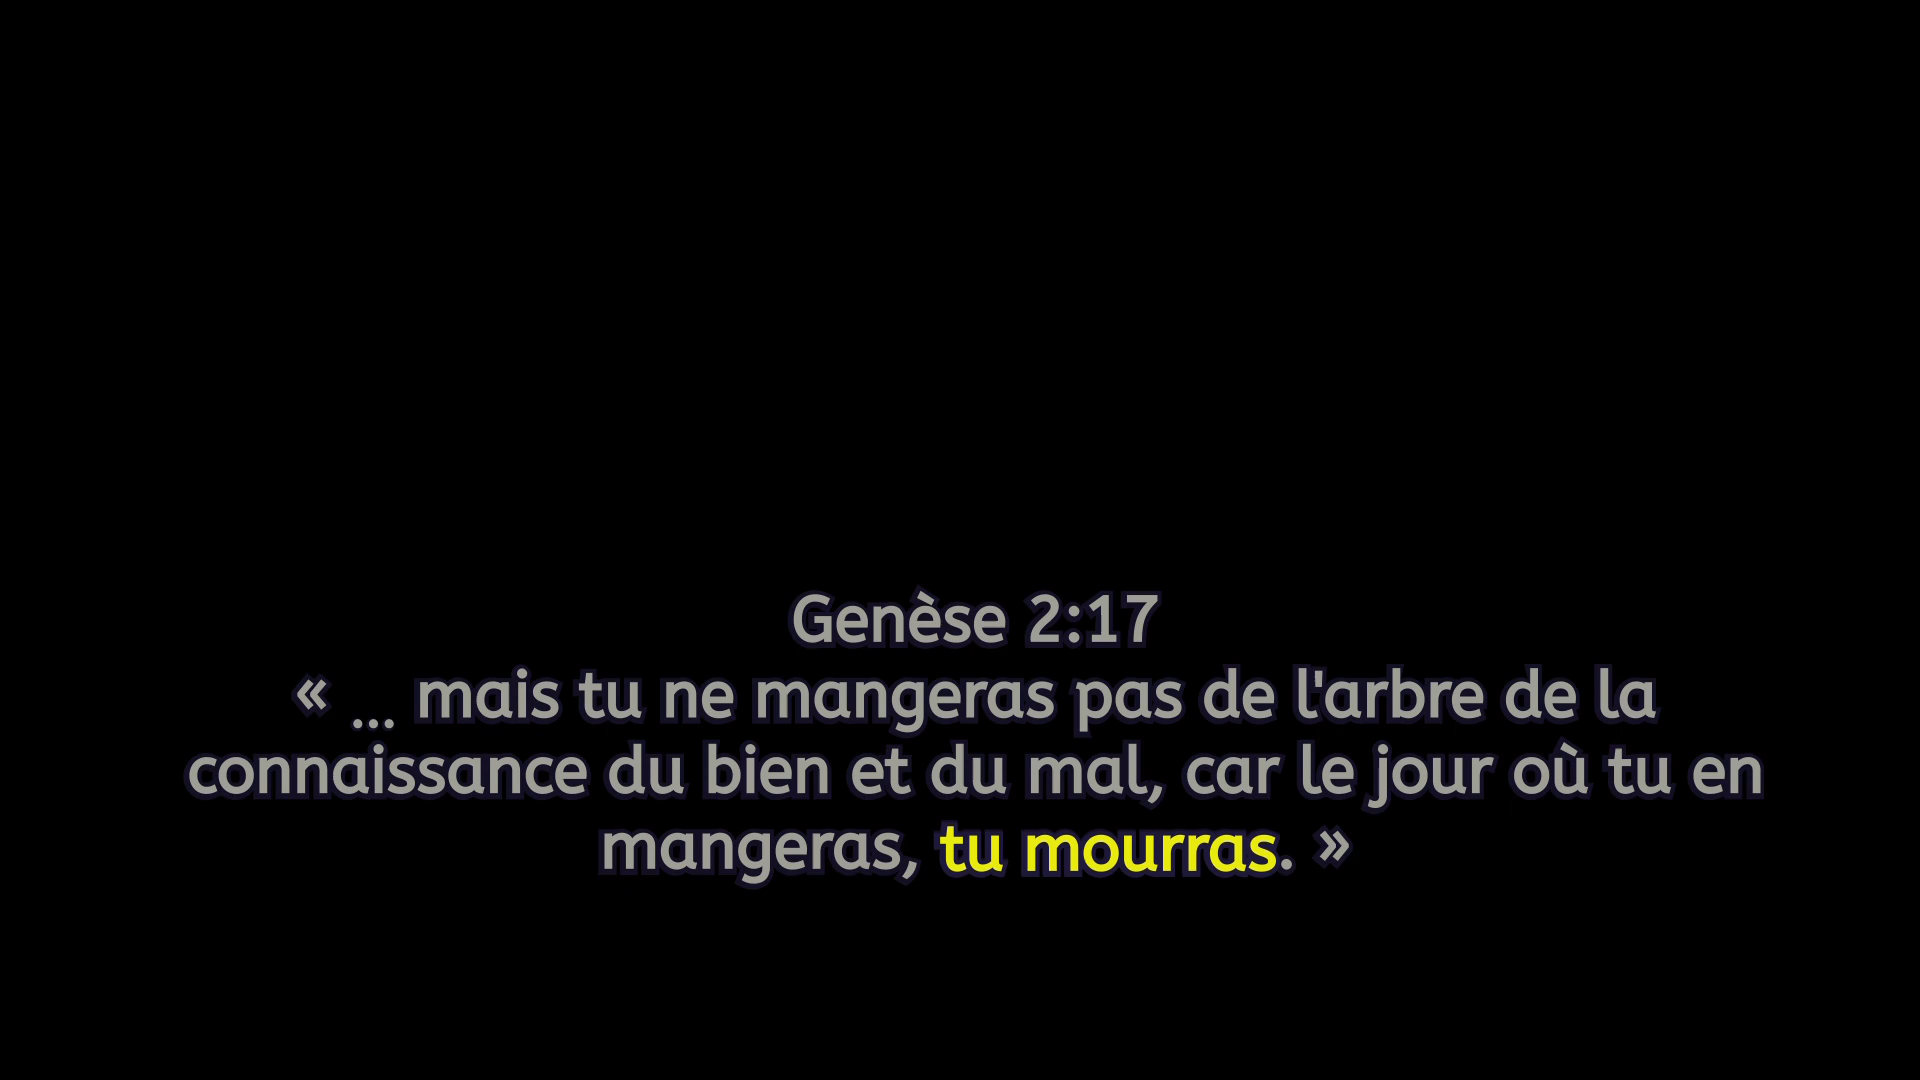 Genèse 2:17
« ... mais tu ne mangeras pas de l'arbre de la
connaissance du bien et du mal, car le jour où tu en
mangeras, tu mourras. »